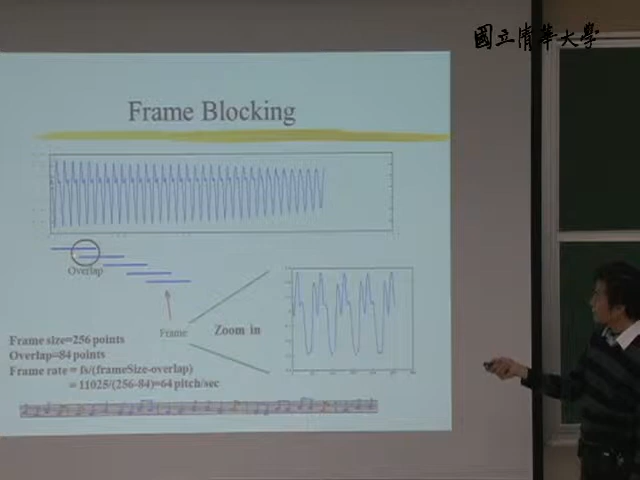 國立清華大學
Frame Blocking
Overlap
Frame
Zoom in
Frame size=256 points
Overlap=84 points
Frame rate = fs/(frameSize-overlap)
= 11025/(256-84)=64 pitch/sec